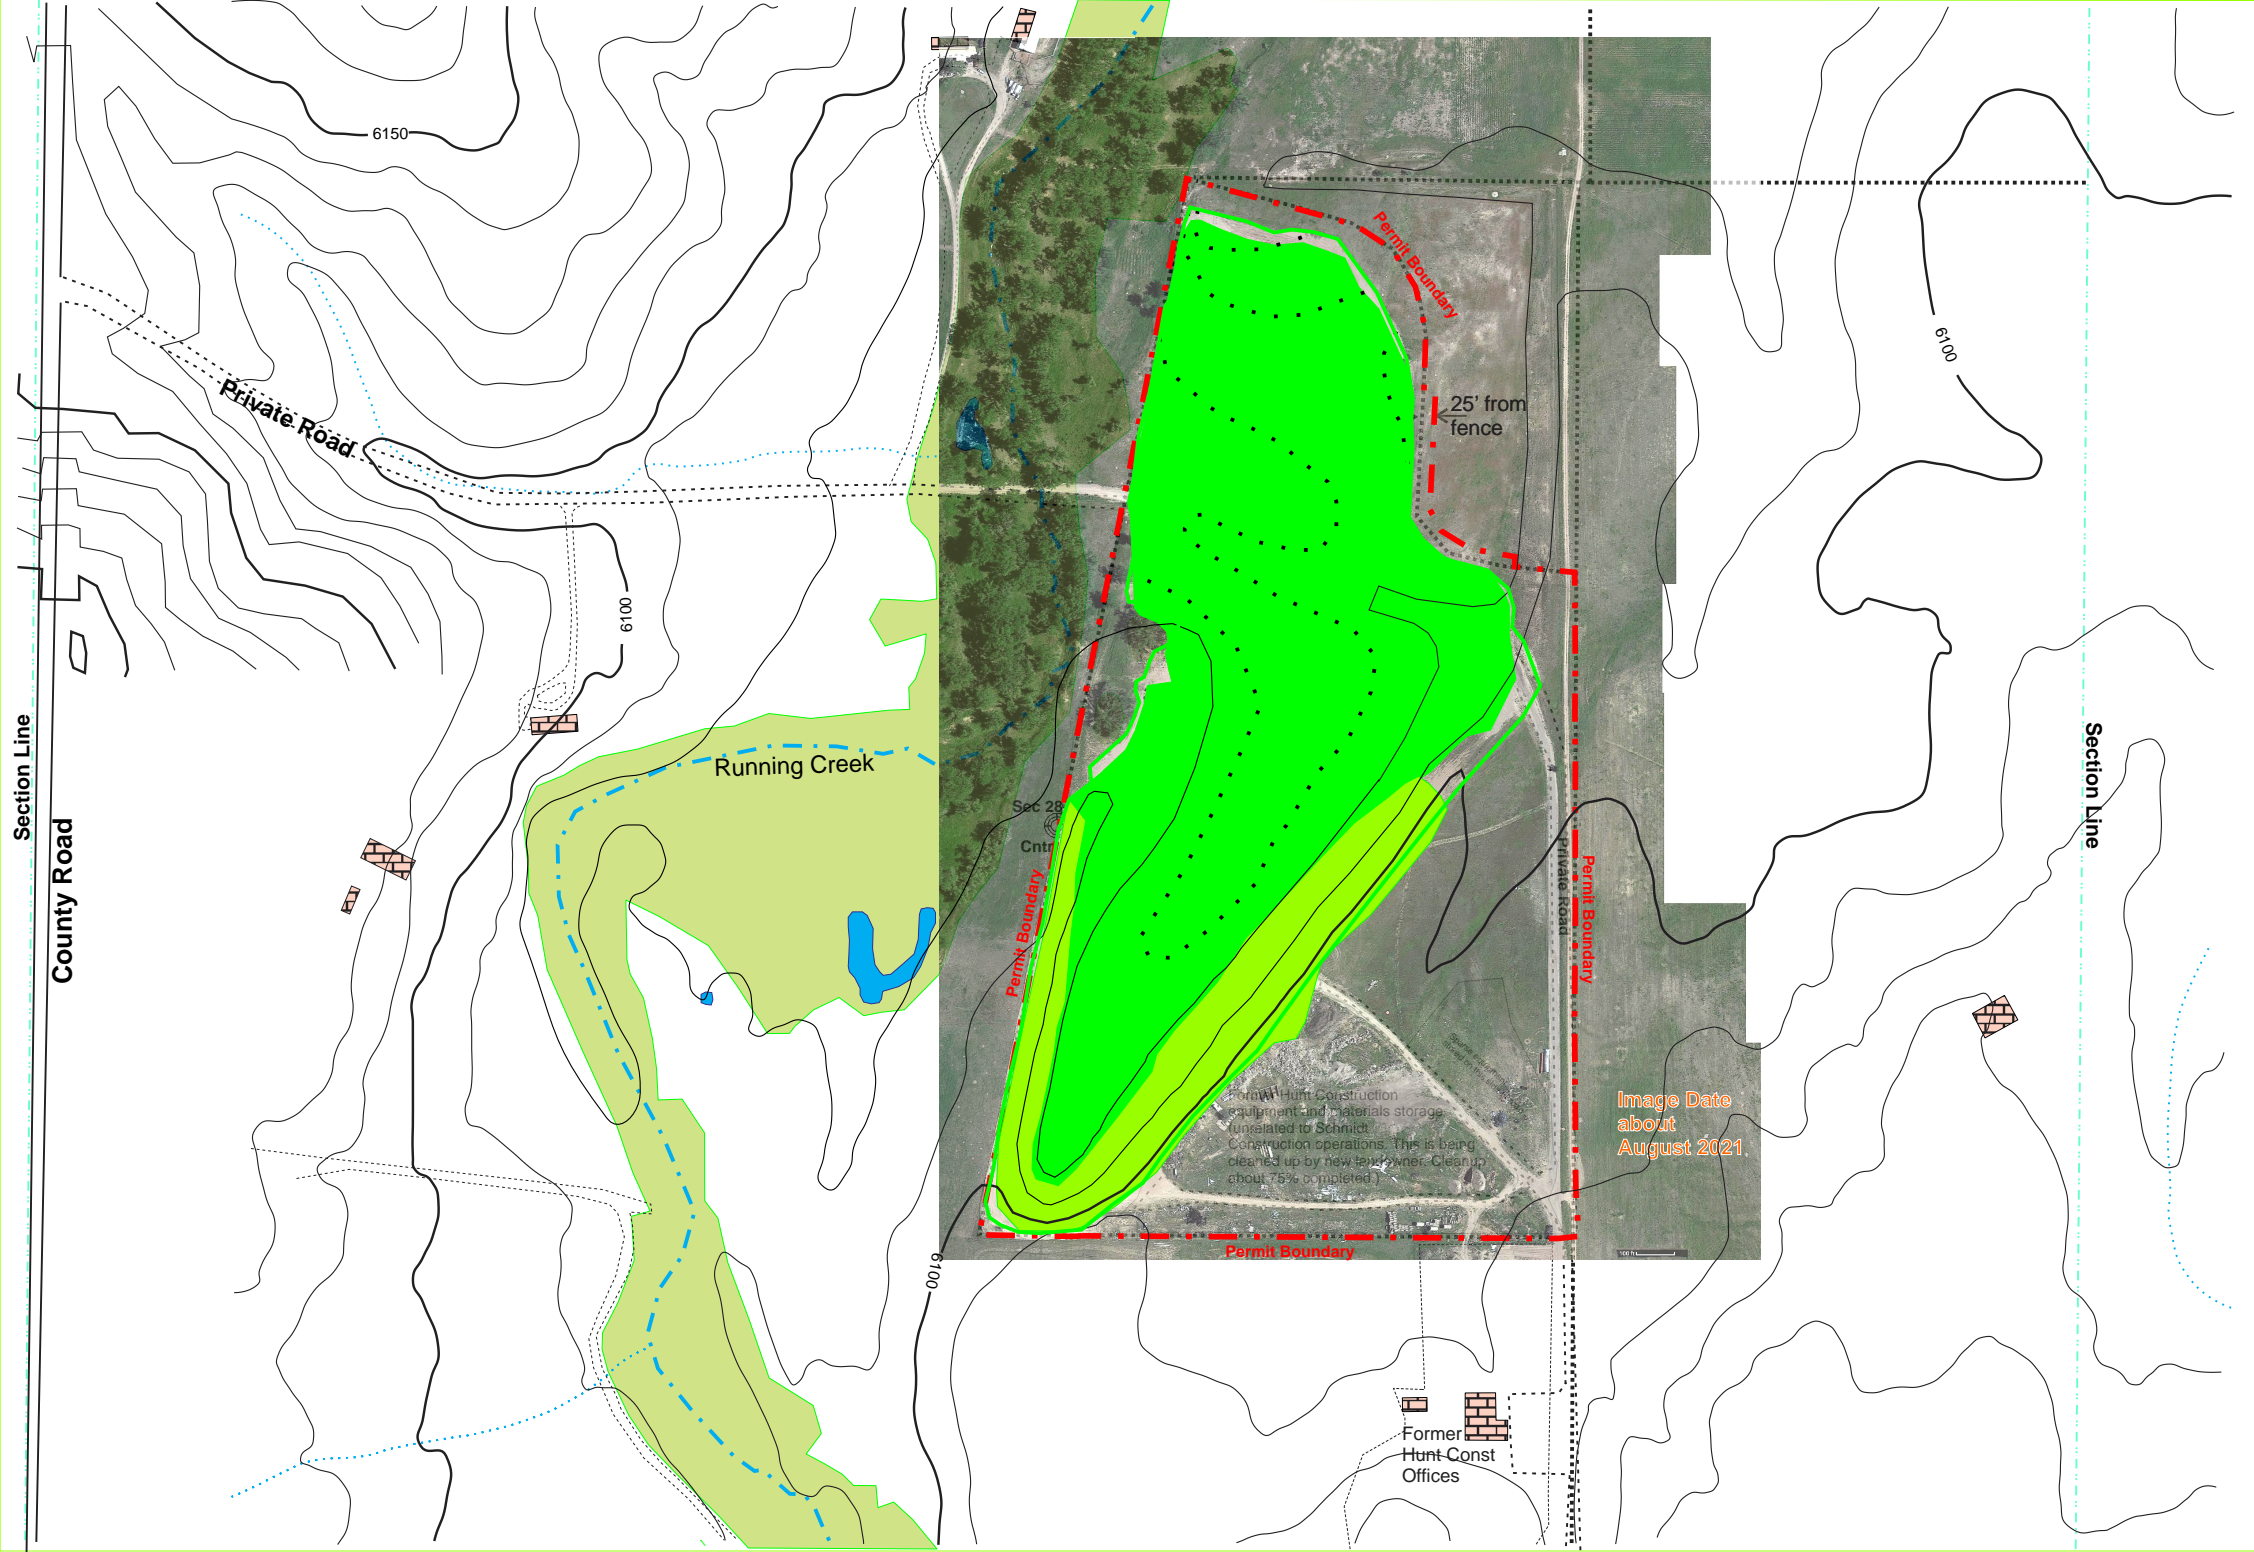 6150
Permit Boundary
6100
Private Road
25' from
fence
6100
Section Line
Running Creek
Section Line
Sec 28
Cntr
County Road
Private Road
Permit Boundary
Permit Boundary
Former Hunt Construction
equipment and materials storage
(unrelated to Schmidt
Construction operations. This is being
cleaned up by new landowner. Cleanup
about 75% completed.)
Image Date
about
August 2021
Permit Boundary
6100
100 ft
Former
Hunt Const
Offices